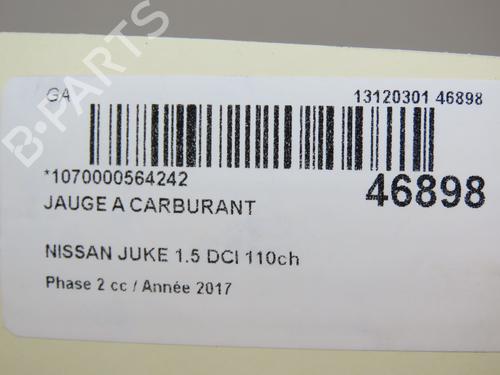 GA 13120301 46898
*1070000564242
46898
JAUGE A CARBURANT
NISSAN JUKE 1.5 DCI 110ch
Phase 2 cc / Année 2017
B-PARTS